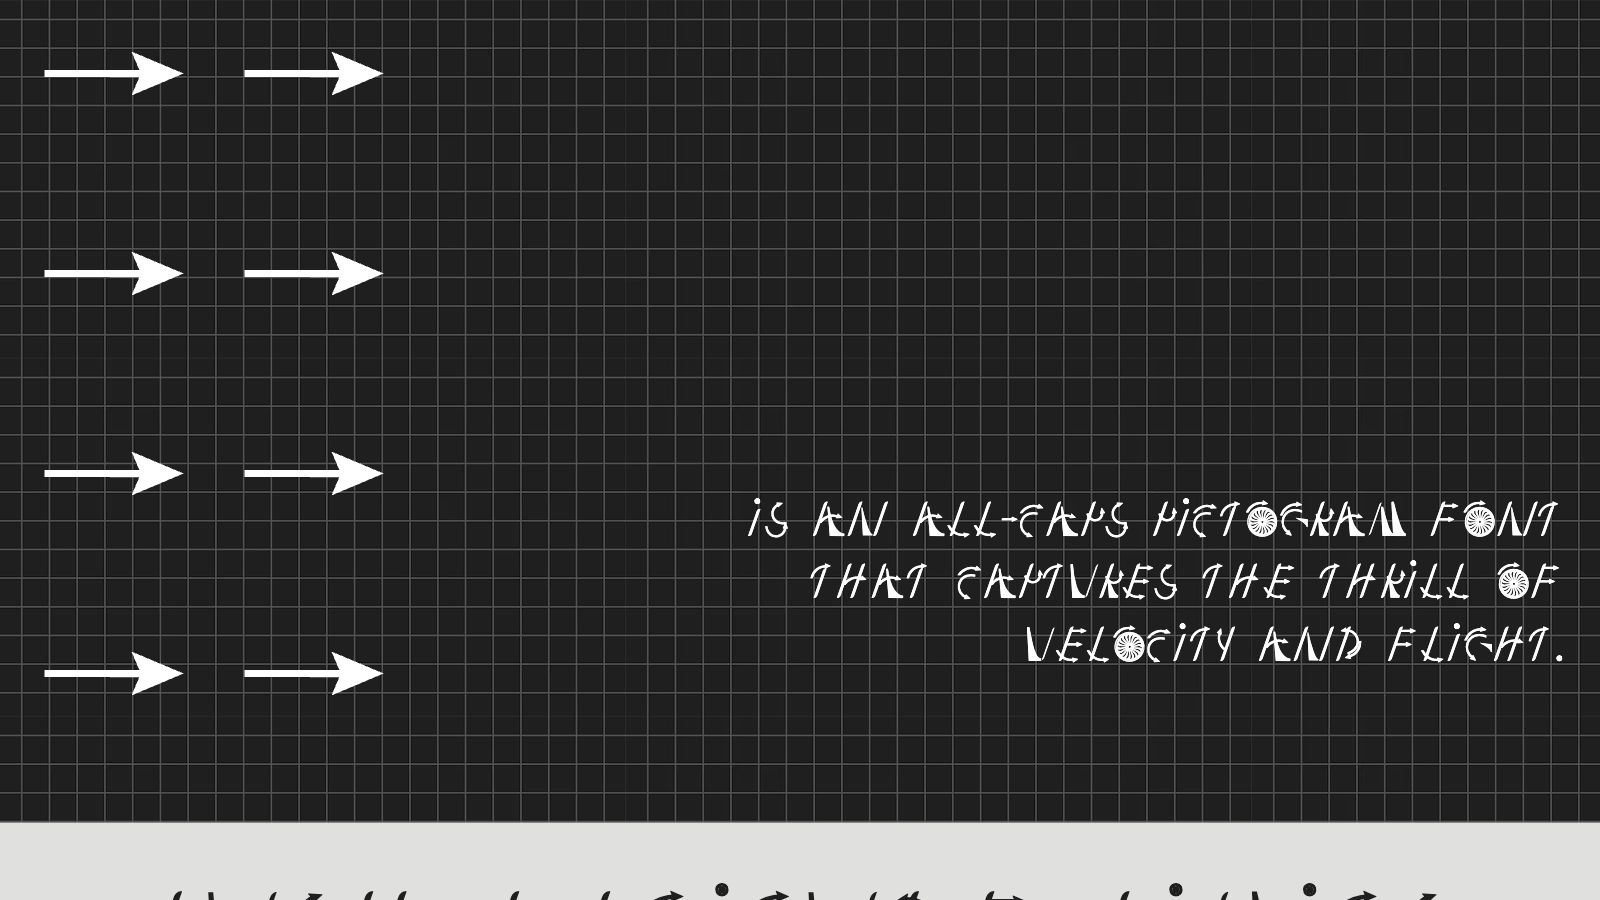 iS AN ALL-CAPS PiCTOGRAM FONT
THAT CAPTURES THE THRiLL OF
VELOCiTY AND FLiGHT.